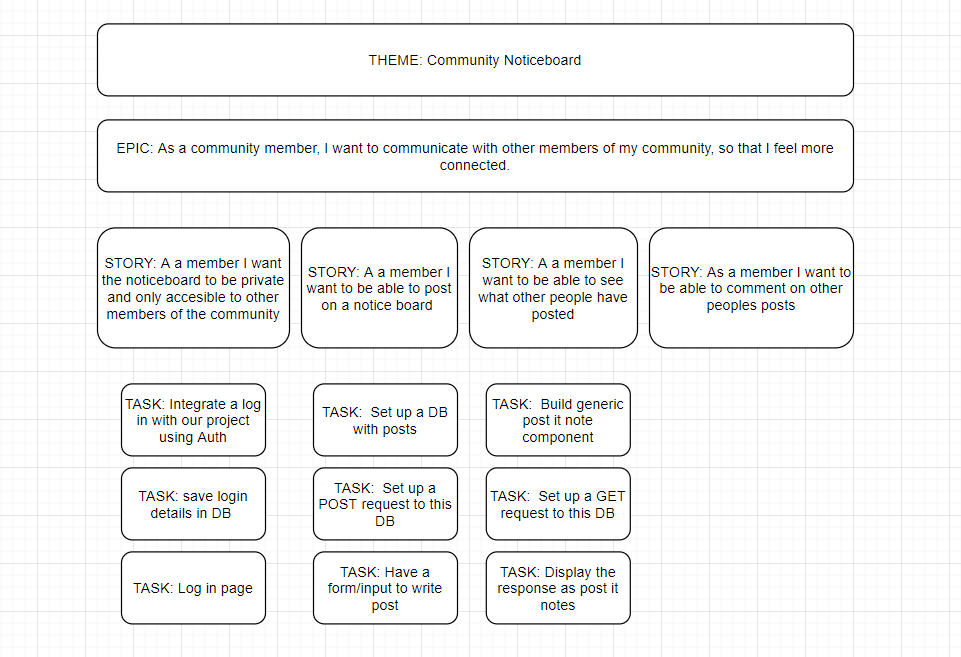 THEME: Community Noticeboard
EPIC: As a community member, I want to communicate with other members of my community, so that I feel more
connected.
STORY: A a member I want
the noticeboard to be private
and only accesible to other
members of the community
STORY: A a member I
want to be able to post
on a notice board
STORY: A a member I
want to be able to see
what other people have
posted
STORY: As a member I want to
be able to comment on other
peoples posts
TASK: Integrate a log
in with our project
using Auth
TASK: Set up a DB
with posts
TASK: Build generic
post it note
component
TASK: save login
details in DB
TASK: Set up a
POST request to this
DB
TASK: Set up a GET
request to this DB
TASK: Log in page
TASK: Have a
form/input to write
post
TASK: Display the
response as post it
notes